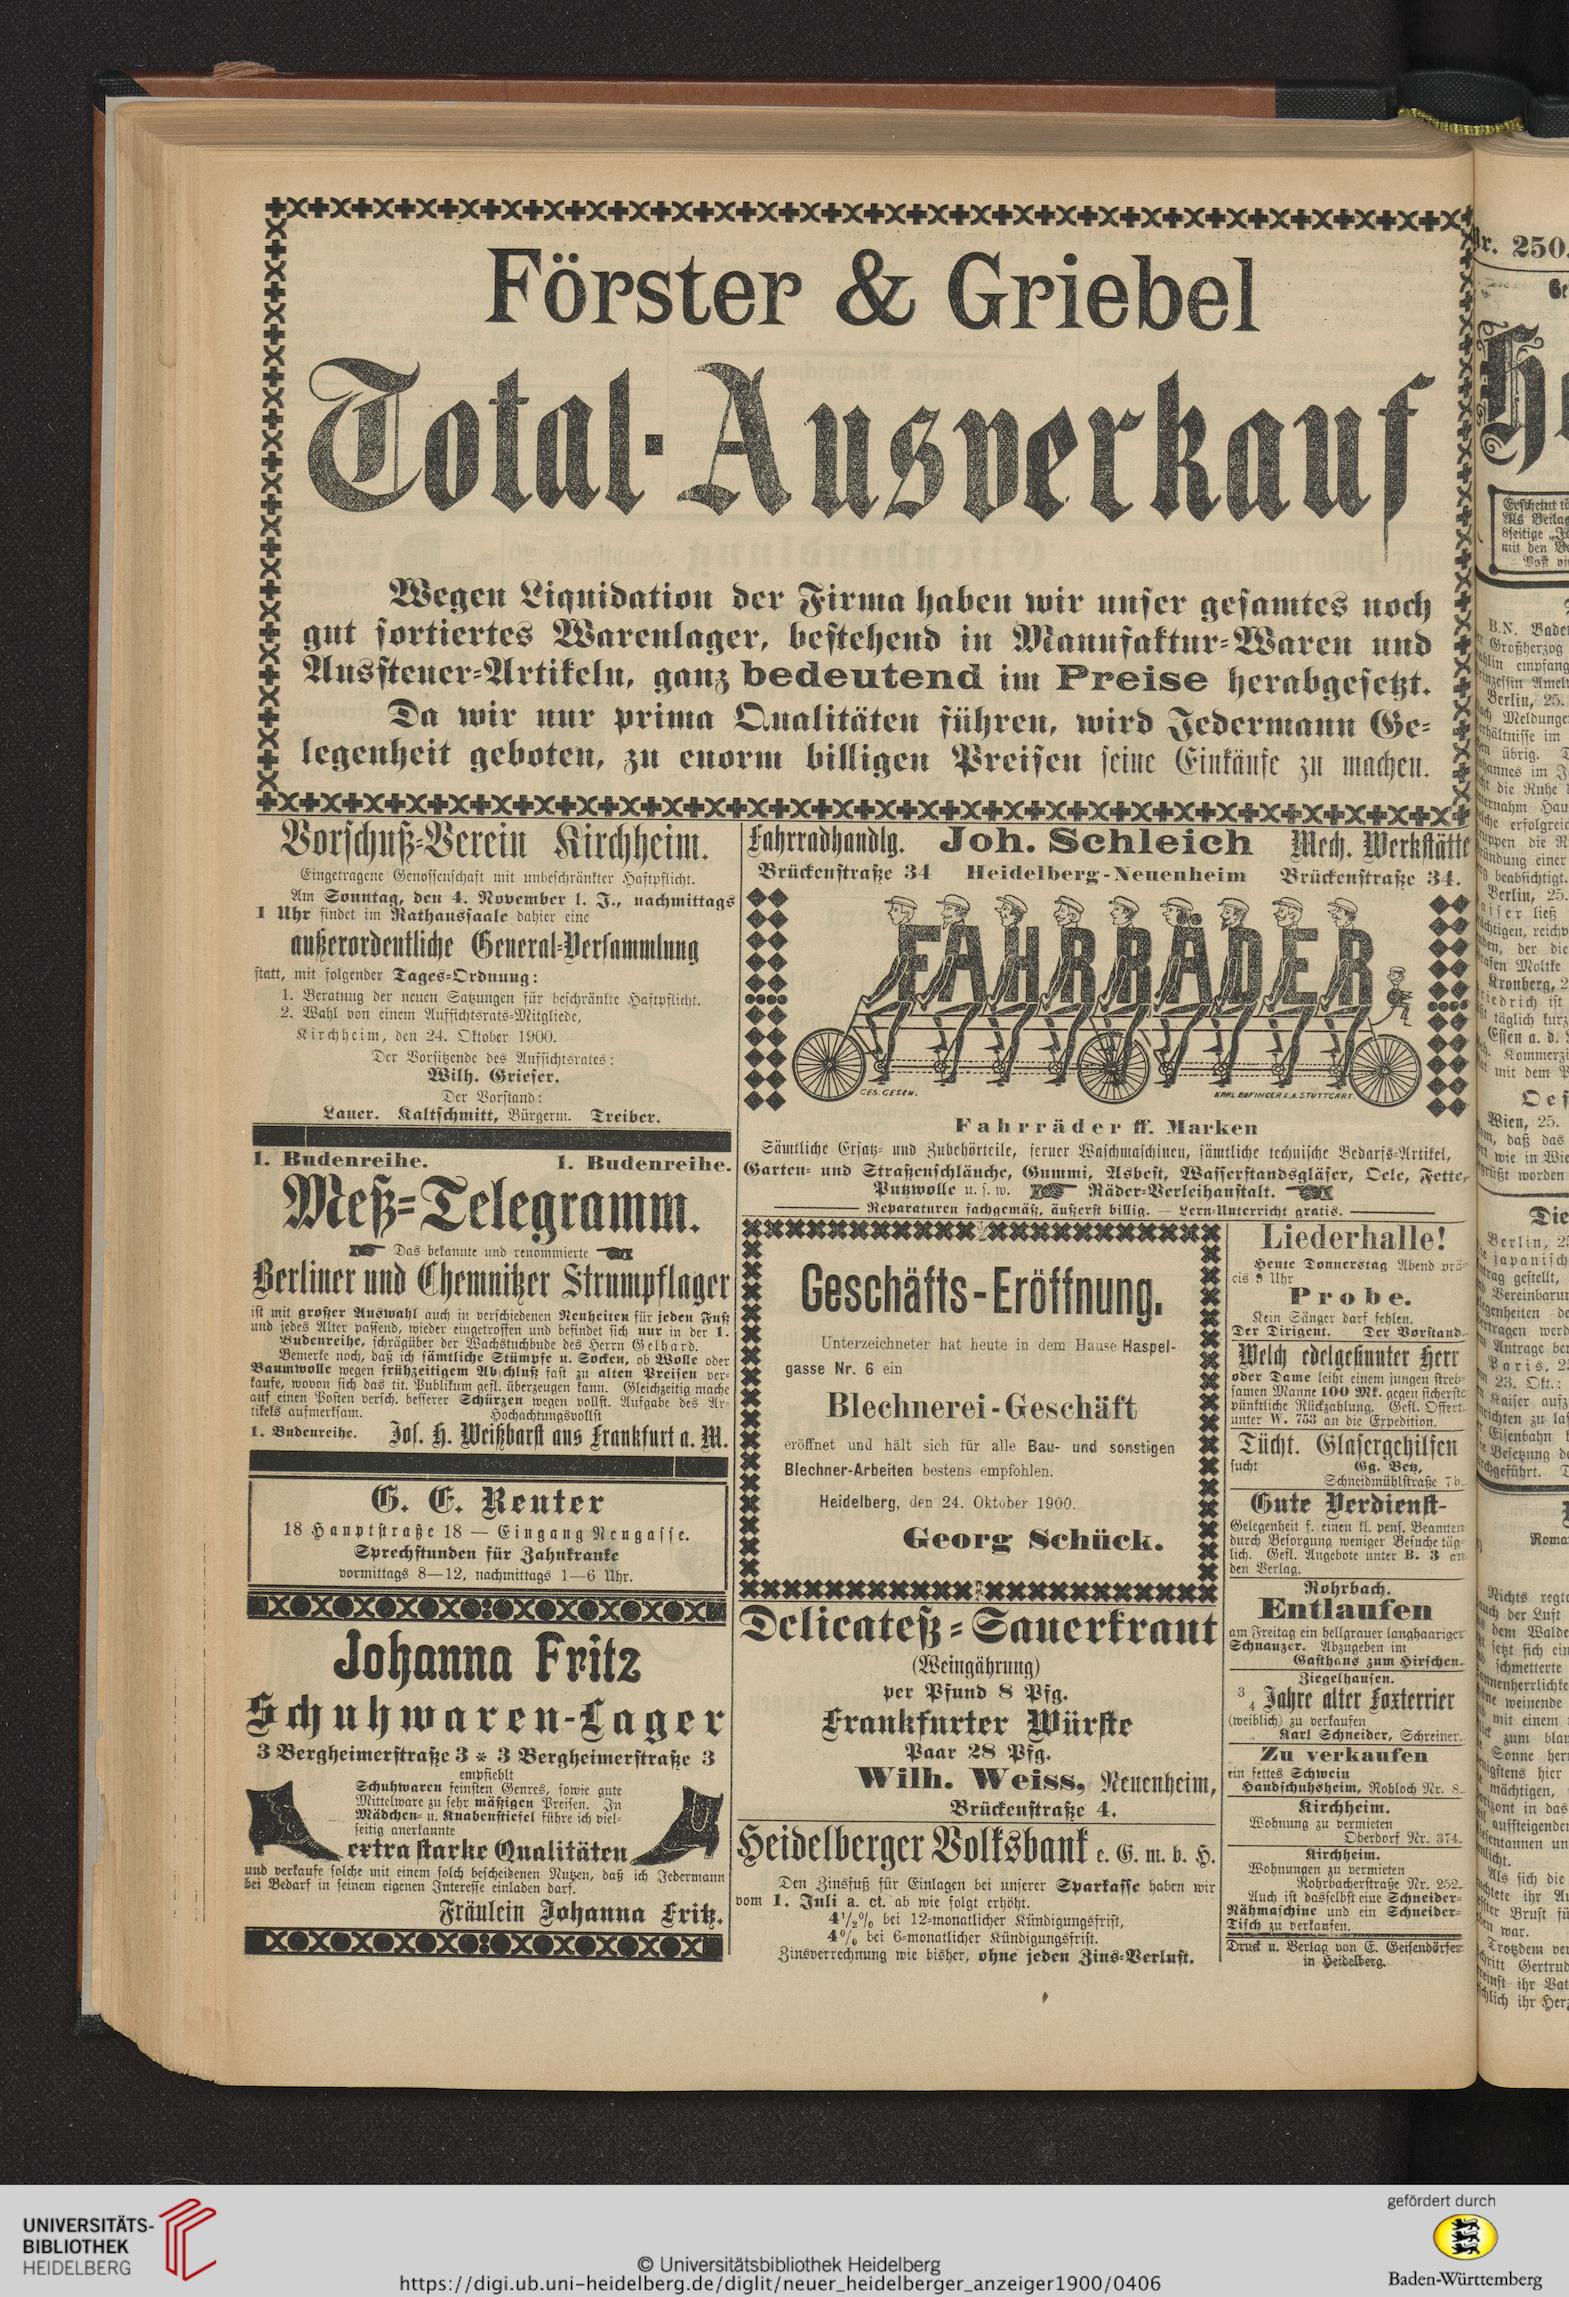 Förster & Griebel
Total-Ausverkauf
Wegen Liquidation der Firma haben wir unser gesamtes noch
gut sortiertes Warenlager, bestehend in Manufaktur-Waren und
Aussteuer-Artikeln, ganz bedeutend im Preise herabgesetzt.
Da wir nur prima Qualitäten führen, wird Jedermann Ge-
legenheit geboten, zu enorm billigen Preisen seine Einkäufe zu machen.
Vorschuß-Verein Kirchheim.
Eingetragene Genossenschaft mit unbeschränkter Haftpflicht.
Am Sonntag, den 4. November l. J., nachmittags
1 Uhr findet im Rathaussaale dahier eine
außerordentliche General-Versammlung
statt, mit folgender Tages-Ordnung:
1. Beratung der neuen Satzungen für beschränkte Haftpflicht.
2. Wahl von einem Aufsichtsrats-Mitgliede,
Kirchheim, den 24. Oktober 1900.
Der Vorsitzende des Aufsichtsrates:
Wilh. Grieser.
Der Vorstand:
Lauer. Kaltschmitt, Bürgerm. Treiber.
1. Budenreihe. 1. Budenreihe.
Meß-Telegramm.
Das bekannte und renommierte
Berliner und Chemnitzer Strumpflager
ist mit großer Auswahl auch in verschiedenen Neuheiten für jeden Fuß
und jedes Alter passend, wieder eingetroffen und befindet sich nur in der 1.
Budenreihe, schrägüber der Wachstuchbude des Herrn Gelhard.
Bemerke noch, daß ich sämtliche Stümpfe u. Socken, ob Wolle oder
Baumwolle wegen frühzeitigem Abschluß fast zu alten Preisen ver-
kaufe, wovon sich das tit. Publikum gefl. überzeugen kann. Gleichzeitig mache
auf einen Posten versch. besserer Schürzen wegen vollst. Aufgabe des Ar-
tikels aufmerksam. Hochachtungsvollst
1. Budenreihe. Jos. H. Weißbarst aus Frankfurt a. M.
G. E. Reuter
18 Hauptstraße 18 — Eingang Neugasse.
Sprechstunden für Zahnkranke
vormittags 8—12, nachmittags 1—6 Uhr.
Johanna Fritz
Schuhwaren-Lager
3 Bergheimerstraße 3 * 3 Bergheimerstraße 3
empfiehlt
Schuhwaren feinsten Genres, sowie gute
Mittelware zu sehr mäßigen Preisen. In
Mädchen- u. Knabenstiefel führe ich viel-
seitig anerkannte
extra starke Qualitäten
und verkaufe solche mit einem solch bescheidenen Nutzen, daß ich Jedermann
bei Bedarf in seinem eigenen Interesse einladen darf.
Fräulein Johanna Fritz.
Fahrradhandlg. Joh. Schleich Mech. Werkstätte
Brückenstraße 34 Heidelberg-Neuenheim Brückenstraße 34.
FAHRRÄDER
GES. GESCH.
KARL BOFINGER X.A. STUTTGART.
Fahrräder ff. Marken
Sämtliche Ersatz- und Zubehörteile, ferner Waschmaschinen, sämtliche technische Bedarfs-Artikel,
Garten- und Straßenschläuche, Gummi, Asbest, Wasserstandsgläser, Oele, Fette,
Putzwolle u. s. w. Räder-Verleihanstalt.
Reparaturen fachgemäß, äußerst billig. — Lern-Unterricht gratis.
Geschäfts-Eröffnung.
Unterzeichneter hat heute in dem Hause Haspel-
gasse Nr. 6 ein
Blechnerei-Geschäft
eröffnet und hält sich für alle Bau- und sonstigen
Blechner-Arbeiten bestens empfohlen.
Heidelberg, den 24. Oktober 1900.
Georg Schück.
Delicateß-Sauerkraut
(Weingährung)
per Pfund 8 Pfg.
Frankfurter Würste
Paar 28 Pfg.
Wilh. Weiss, Neuenheim,
Brückenstraße 4.
Heidelberger Volksbank e. G. m. b. H.
Den Zinsfuß für Einlagen bei unserer Sparkasse haben wir
vom 1. Juli a. ct. ab wie folgt erhöht.
4½% bei 12-monatlicher Kündigungsfrist,
4% bei 6-monatlicher Kündigungsfrist.
Zinsverrechnung wie bisher, ohne jeden Zins-Verlust.
Liederhalle!
Heute Donnerstag Abend prä-
cis 9 Uhr
Probe.
Kein Sänger darf fehlen.
Der Dirigent. Der Vorstand.
Welch edelgesinnter Herr
oder Dame leiht einem jungen streb-
samen Manne 100 Mk. gegen sicherste
pünktliche Rückzahlung. Gefl. Offert.
unter W. 753 an die Expedition.
Tücht. Glasergehilfen
sucht Gg. Betz,
Schneidmühlstraße 7b.
Gute Verdienst-
Gelegenheit f. einen kl. pens. Beamten
durch Besorgung weniger Besuche täg-
lich. Gefl. Angebote unter B. 3 an
den Verlag.
Rohrbach.
Entlaufen
am Freitag ein hellgrauer langhaariger
Schnauzer. Abzugeben im
Gasthaus zum Hirschen.
Ziegelhausen.
3/4 Jahre alter Foxterrier
(weiblich) zu verkaufen
Karl Schneider, Schreiner.
Zu verkaufen
ein fettes Schwein
Handschuhsheim, Rohloch Nr. 8.
Kirchheim.
Wohnung zu vermieten
Oberdorf Nr. 374.
Kirchheim.
Wohnungen zu vermieten
Rohrbacherstraße Nr. 252.
Auch ist dasselbst eine Schneider-
Nähmaschine und ein Schneider-
Tisch zu verkaufen.
Druck u. Verlag von E. Geisendörfer
in Heidelberg.
Nr. 250.
UNIVERSITÄTS-
BIBLIOTHEK
HEIDELBERG
© Universitätsbibliothek Heidelberg
https://digi.ub.uni-heidelberg.de/diglit/neuer_heidelberger_anzeiger1900/0406
gefördert durch
Baden-Württemberg